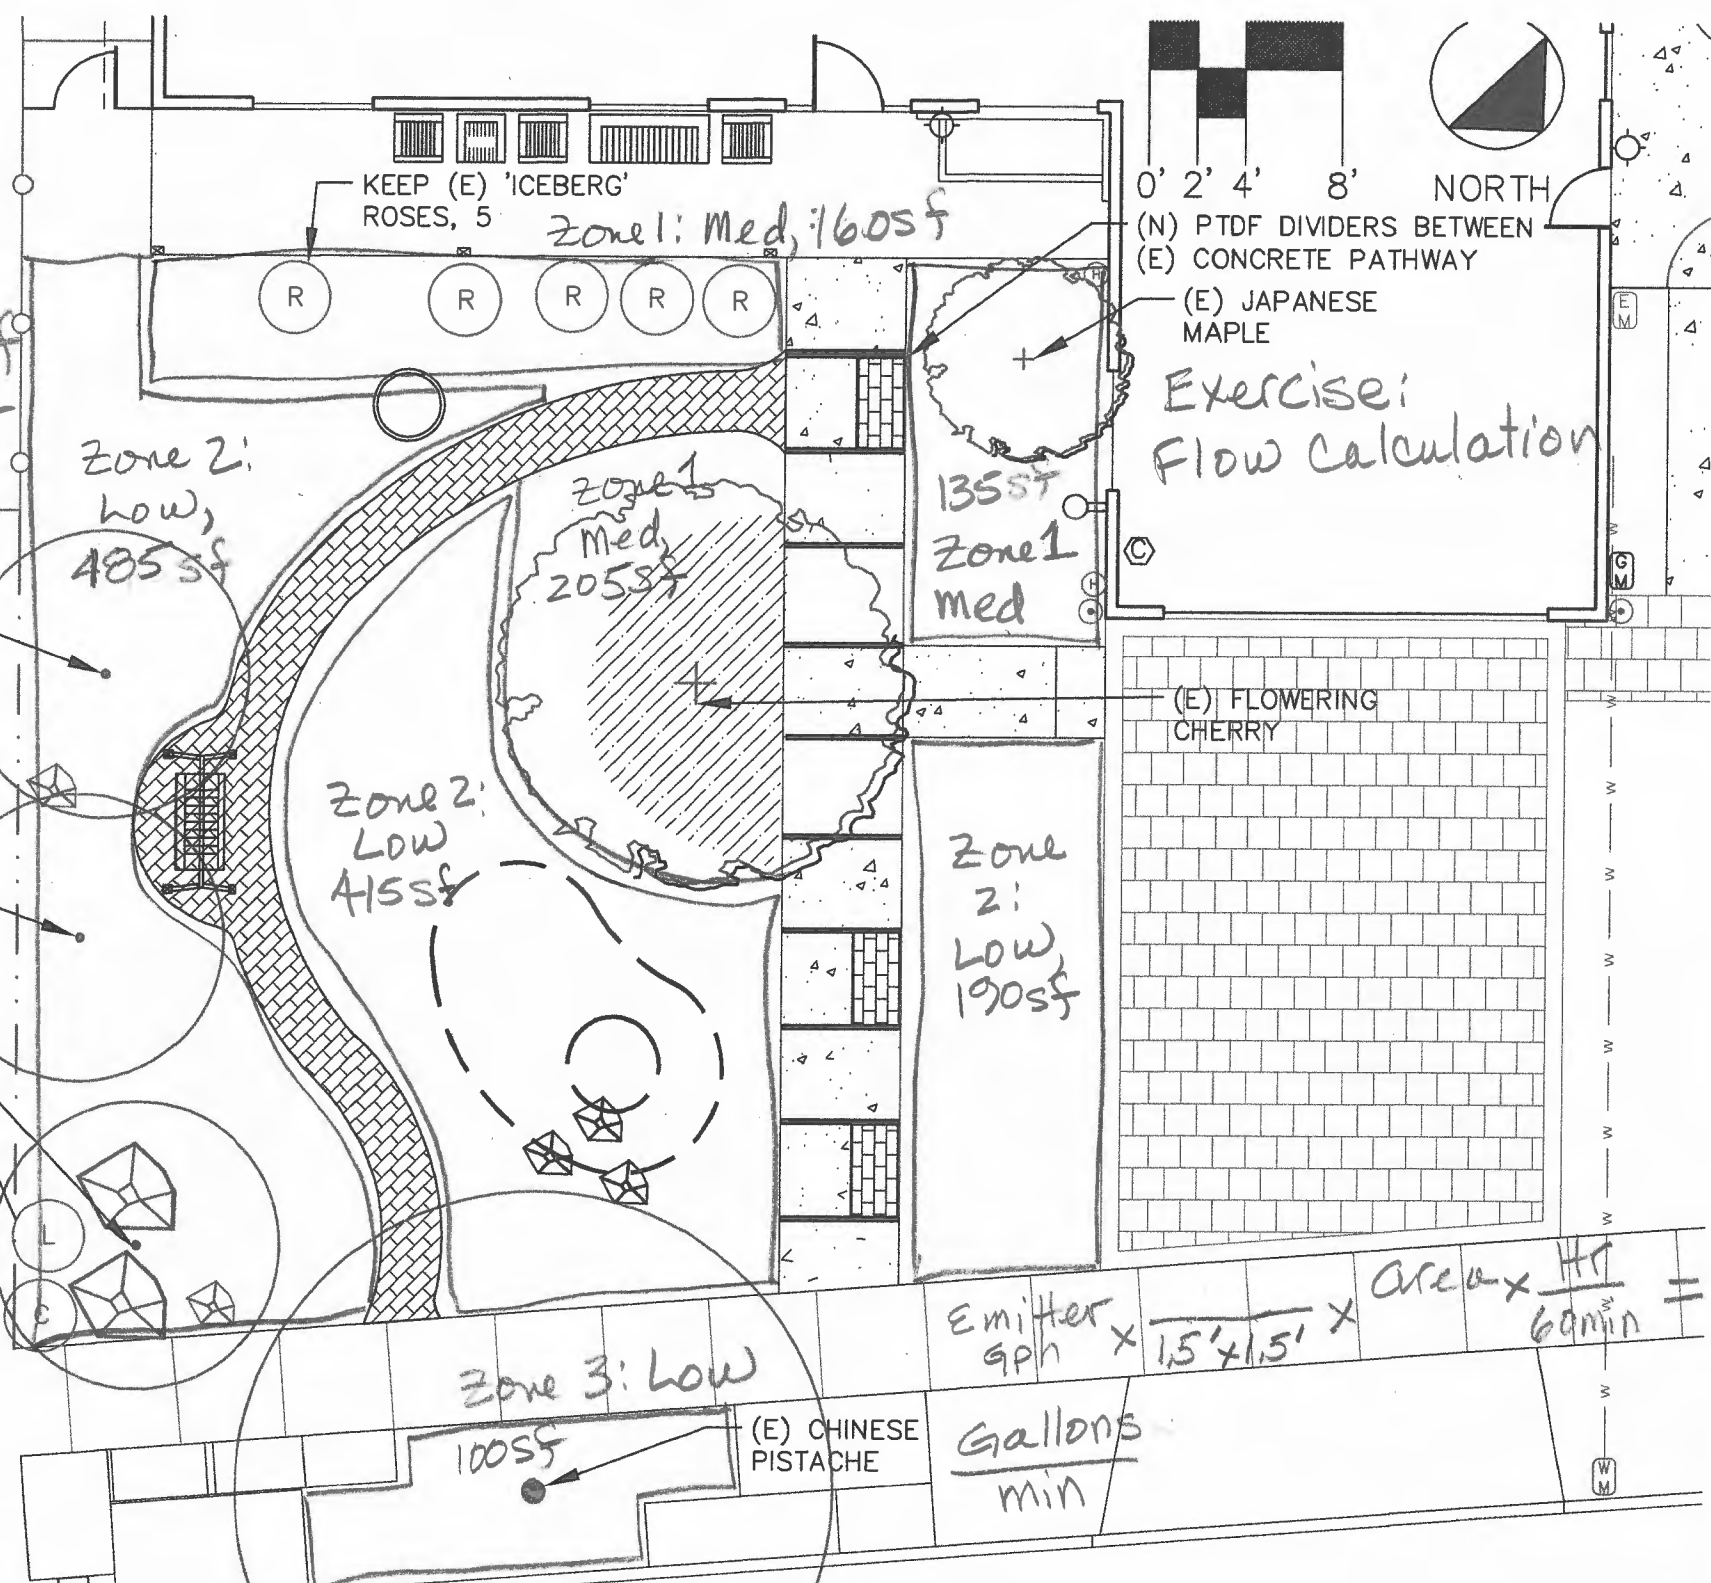 0' 2' 4' 8'
NORTH
KEEP (E) 'ICEBERG'
ROSES, 5
Zone 1: Med, 160sf
(N) PTDF DIVIDERS BETWEEN
(E) CONCRETE PATHWAY
(E) JAPANESE
MAPLE
R R R R R
H
E
M
f
Exercise:
Flow Calculation
Zone 2:
Low,
485 sf
Zone 1
Med,
205sf
135sf
Zone 1
Med
C
H
G
M
W
W
(E) FLOWERING
CHERRY
W
W
Zone 2:
Low
415sf
Zone
2:
Low,
190sf
W
W
W
W
W
L
C
Emitter Gph x 1.5'x1.5' x area x Hr 60min =
W
W
Zone 3: Low
100sf
(E) CHINESE
PISTACHE
Gallons
min
W
M